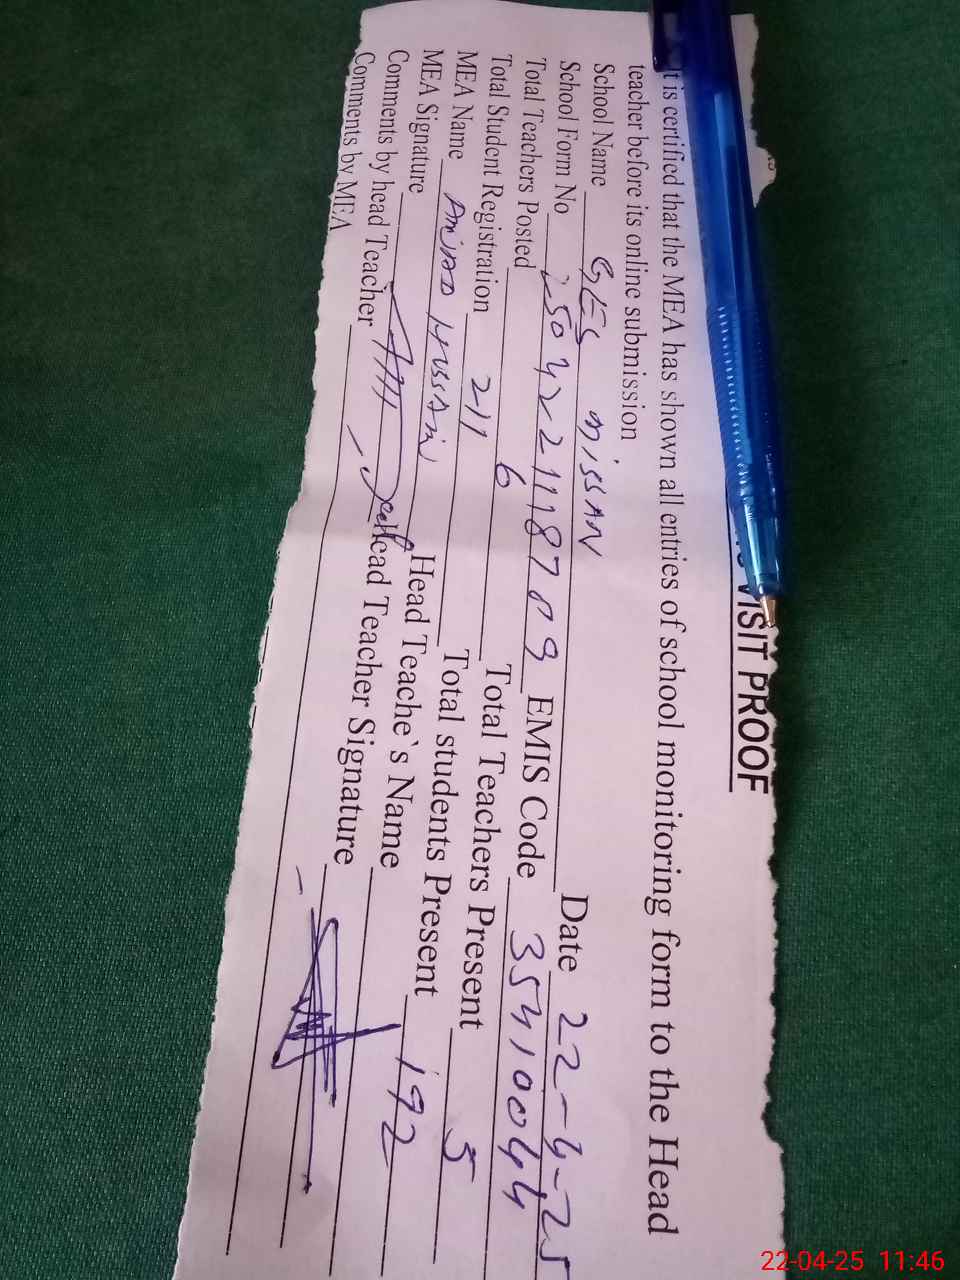 VISIT PROOF
It is certified that the MEA has shown all entries of school monitoring form to the Head
teacher before its online submission
School Name GES MISSAN Date 22-4-25
School Form No EMIS Code 35410044
Total Teachers Posted 6 Total Teachers Present 5
Total Student Registration 211 Total students Present 192
MEA Name AMJAD HUSSAIN Head Teache`s Name
MEA Signature Head Teacher Signature
Comments by head Teacher
Comments by MEA
22-04-25 11:46